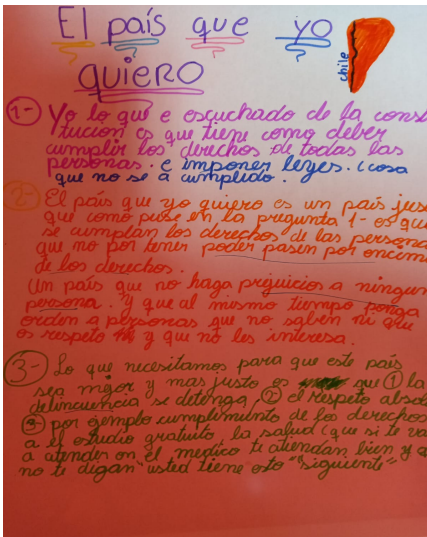 El país que yo
quiero
chile
1- Yo lo que e escuchado de la const
tucion es que tiene como deber
cumplir los derechos de todas las
personas. e imponer leyes. (cosa
que no se a cumplido.
2- El país que yo quiero es un país jus
que como puse en la pregunta 1- es que
se cumplan los derechos de las persona
que no por tener poder pasen por encim
de los derechos.
Un país que no haga prejuicios a ningun
persona. y que al mismo tiempo ponga
orden a personas que no saben ni que
es respeto y que no les interesa.
3- Lo que necesitamos para que este país
sea mejor y mas justo es que ① la
delincuencia se detenga, ② el respeto absol
③ por ejemplo cumplimiento de los derechos
a el estudio gratuito, la salud (que si te va
a atender en el medico te atiendan bien y
no te digan "usted tiene esto" "siguiente"